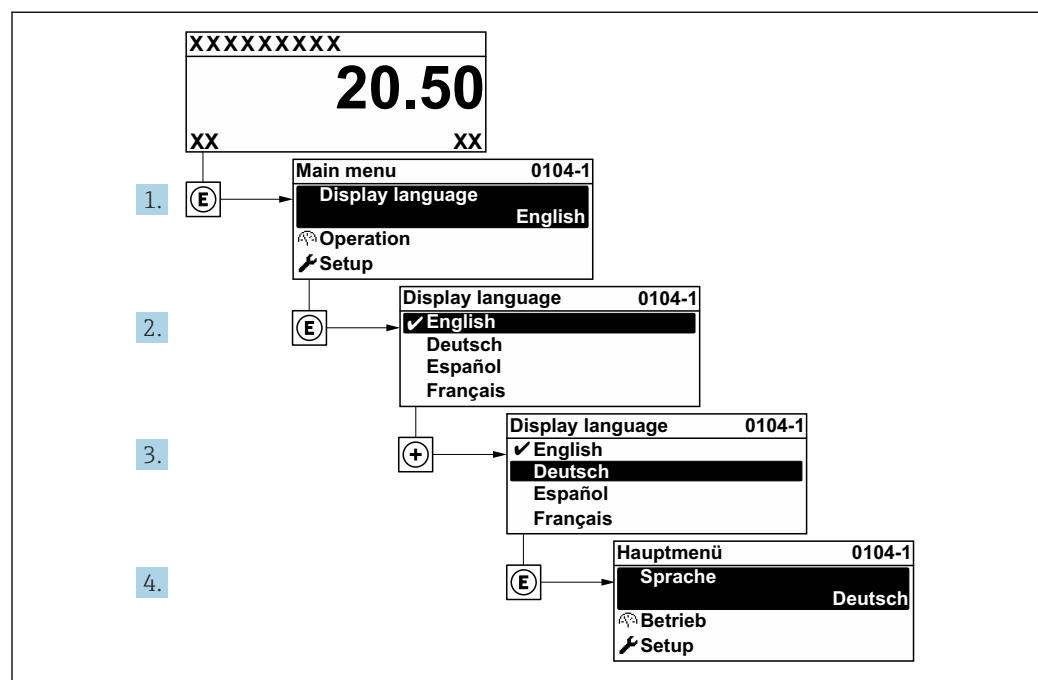 XXXXXXXXX
20.50
XX XX
1.
E
Main menu 0104-1
Display language
English
Operation
Setup
2.
E
Display language 0104-1
✔ English
Deutsch
Español
Français
3.
+
Display language 0104-1
✔ English
Deutsch
Español
Français
4.
E
Hauptmenü 0104-1
Sprache
Deutsch
Betrieb
Setup